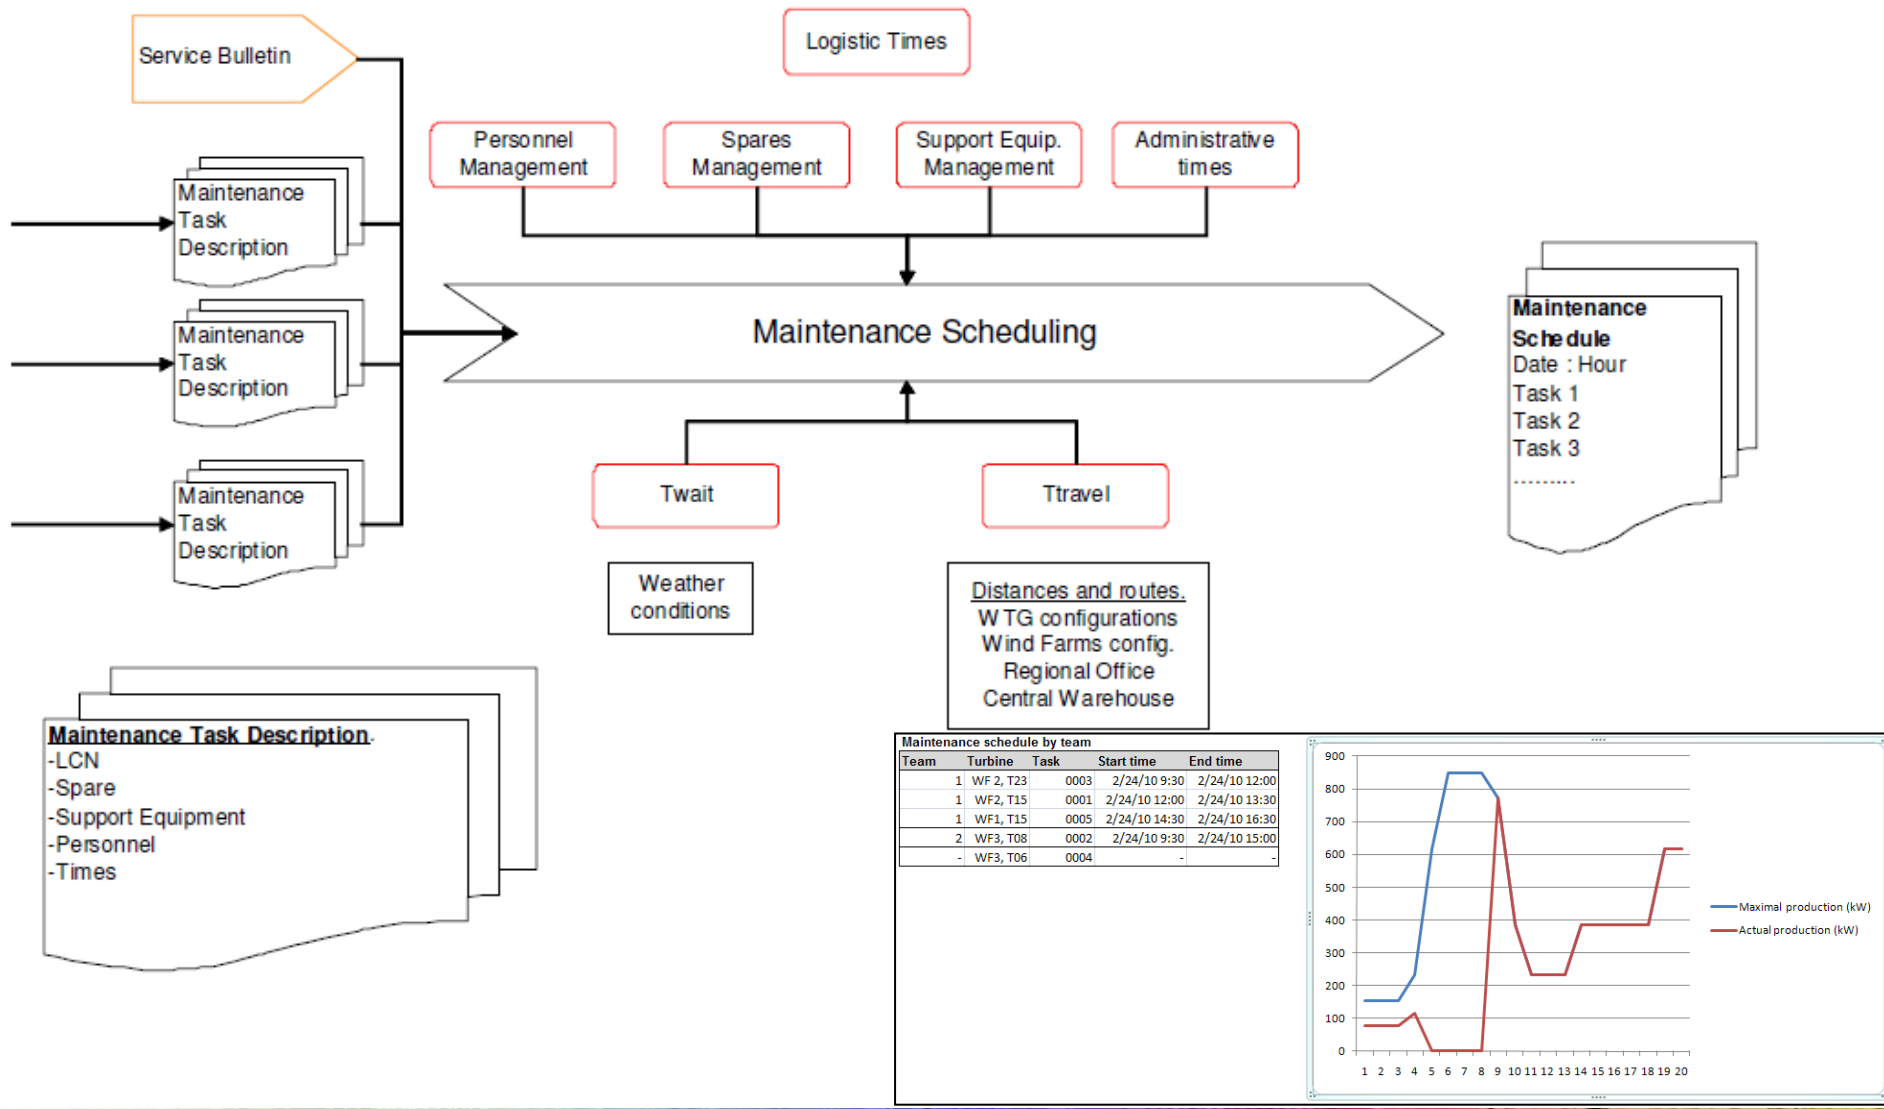 Service Bulletin
Logistic Times
Personnel
Management
Spares
Management
Support Equip.
Management
Administrative
times
Maintenance
Task
Description
Maintenance
Task
Description
Maintenance
Task
Description
Maintenance Scheduling
Maintenance
Schedule
Date : Hour
Task 1
Task 2
Task 3
---------
Twait
Ttravel
Weather
conditions
Distances and routes.
WTG configurations
Wind Farms config.
Regional Office
Central Warehouse
Maintenance Task Description.
-LCN
-Spare
-Support Equipment
-Personnel
-Times
Maintenance schedule by team
Team Turbine Task Start time End time
1 WF 2, T23 0003 2/24/10 9:30 2/24/10 12:00
1 WF2, T15 0001 2/24/10 12:00 2/24/10 13:30
1 WF1, T15 0005 2/24/10 14:30 2/24/10 16:30
2 WF3, T08 0002 2/24/10 9:30 2/24/10 15:00
- WF3, T06 0004 - -
900
800
700
600
500
400
300
200
100
0
1 2 3 4 5 6 7 8 9 10 11 12 13 14 15 16 17 18 19 20
Maximal production (kW)
Actual production (kW)